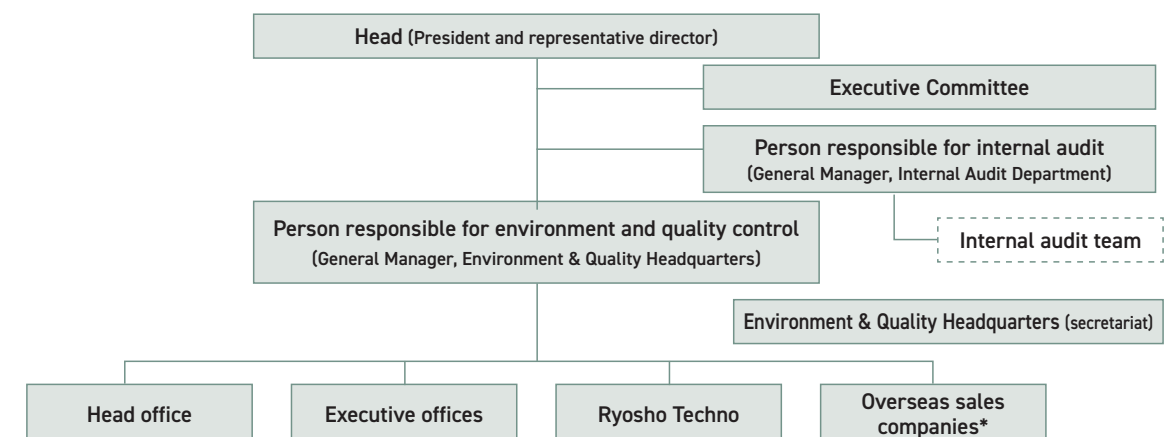 Head (President and representative director)
Executive Committee
Person responsible for internal audit
(General Manager, Internal Audit Department)
Internal audit team
Person responsible for environment and quality control
(General Manager, Environment & Quality Headquarters)
Environment & Quality Headquarters (secretariat)
Head office
Executive offices
Ryosho Techno
Overseas sales
companies*